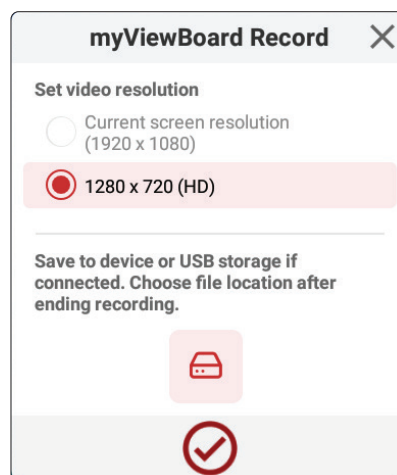 myViewBoard Record
Set video resolution
Current screen resolution
(1920 x 1080)
1280 x 720 (HD)
Save to device or USB storage if
connected. Choose file location after
ending recording.